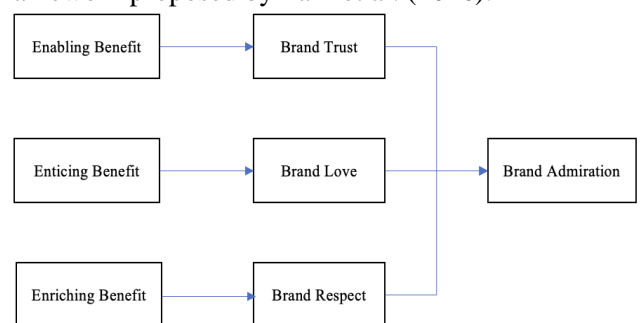 Enabling Benefit
Brand Trust
Enticing Benefit
Brand Love
Brand Admiration
Enriching Benefit
Brand Respect